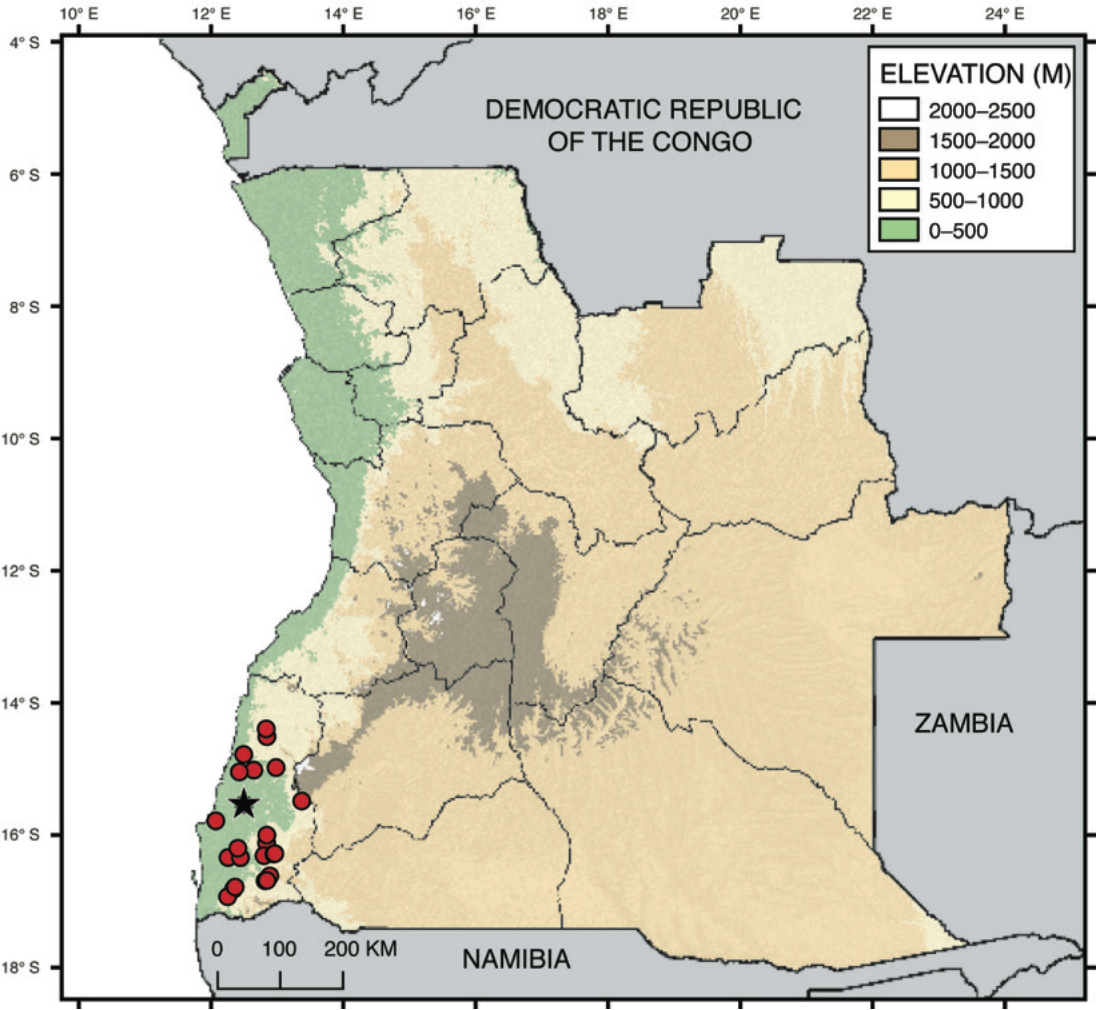 10° E 12° E 14° E 16° E 18° E 20° E 22° E 24° E
4° S
ELEVATION (M)
2000–2500
1500–2000
1000–1500
500–1000
0–500
DEMOCRATIC REPUBLIC
OF THE CONGO
6° S
8° S
10° S
12° S
14° S
ZAMBIA
16° S
0 100 200 KM
NAMIBIA
18° S